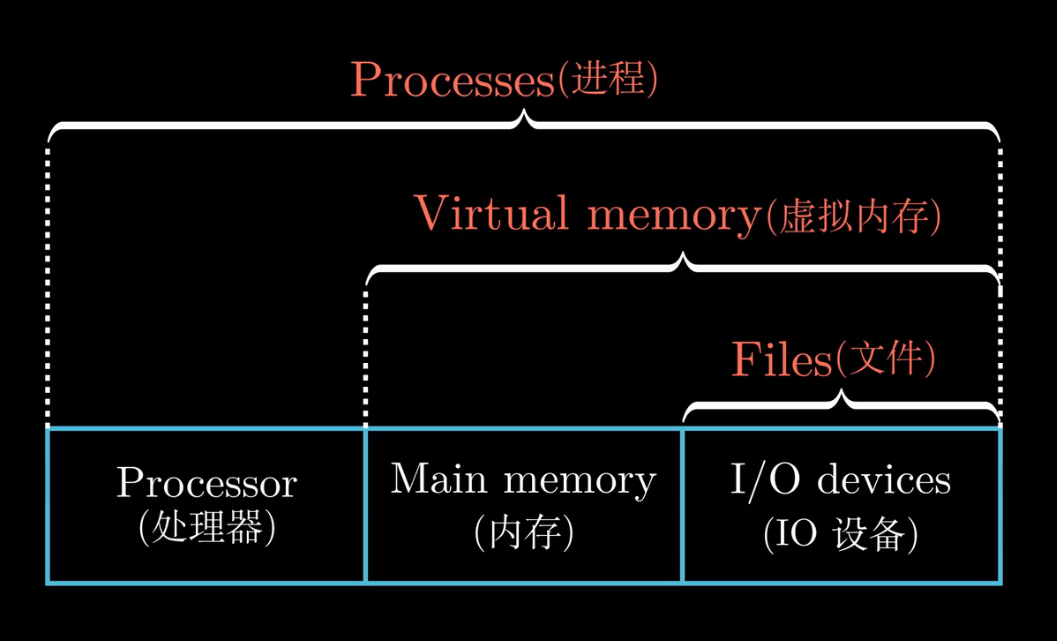 Processes(进程)
Virtual memory(虚拟内存)
Files(文件)
Processor
(处理器)
Main memory
(内存)
I/O devices
(IO 设备)